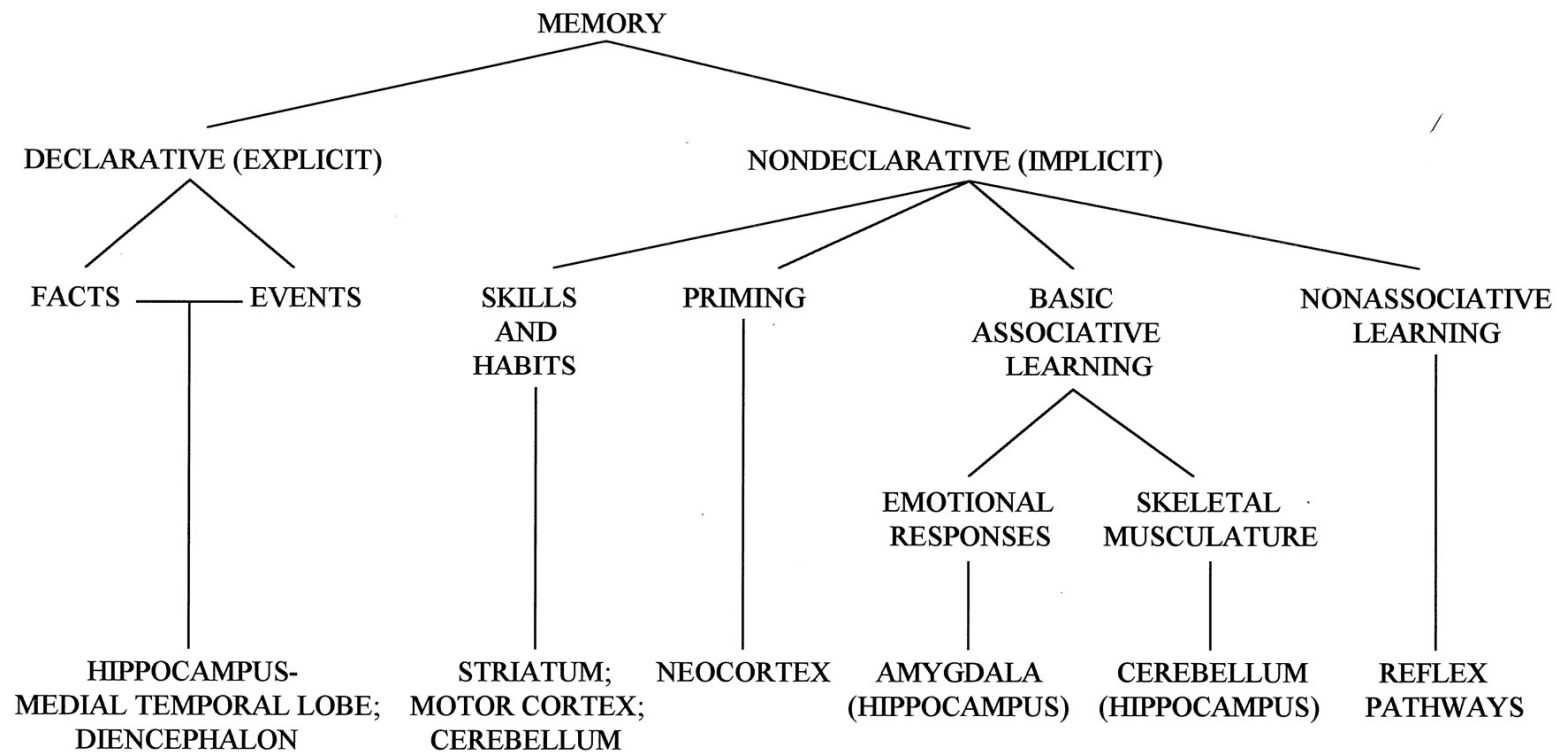 MEMORY
DECLARATIVE (EXPLICIT)
NONDECLARATIVE (IMPLICIT)
FACTS
EVENTS
SKILLS
AND
HABITS
PRIMING
BASIC
ASSOCIATIVE
LEARNING
NONASSOCIATIVE
LEARNING
EMOTIONAL
RESPONSES
SKELETAL
MUSCULATURE
HIPPOCAMPUS-
MEDIAL TEMPORAL LOBE;
DIENCEPHALON
STRIATUM;
MOTOR CORTEX;
CEREBELLUM
NEOCORTEX
AMYGDALA
(HIPPOCAMPUS)
CEREBELLUM
(HIPPOCAMPUS)
REFLEX
PATHWAYS